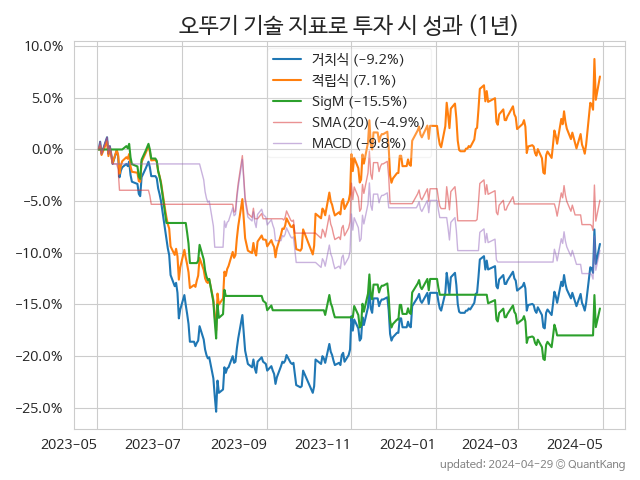 오뚜기 기술 지표로 투자 시 성과 (1년)
10.0%
5.0%
0.0%
−5.0%
−10.0%
−15.0%
−20.0%
−25.0%
거치식 (−9.2%)
적립식 (7.1%)
SigM (−15.5%)
SMA(20) (−4.9%)
MACD (−9.8%)
2023-05 2023-07 2023-09 2023-11 2024-01 2024-03 2024-05
updated: 2024-04-29 © QuantKang